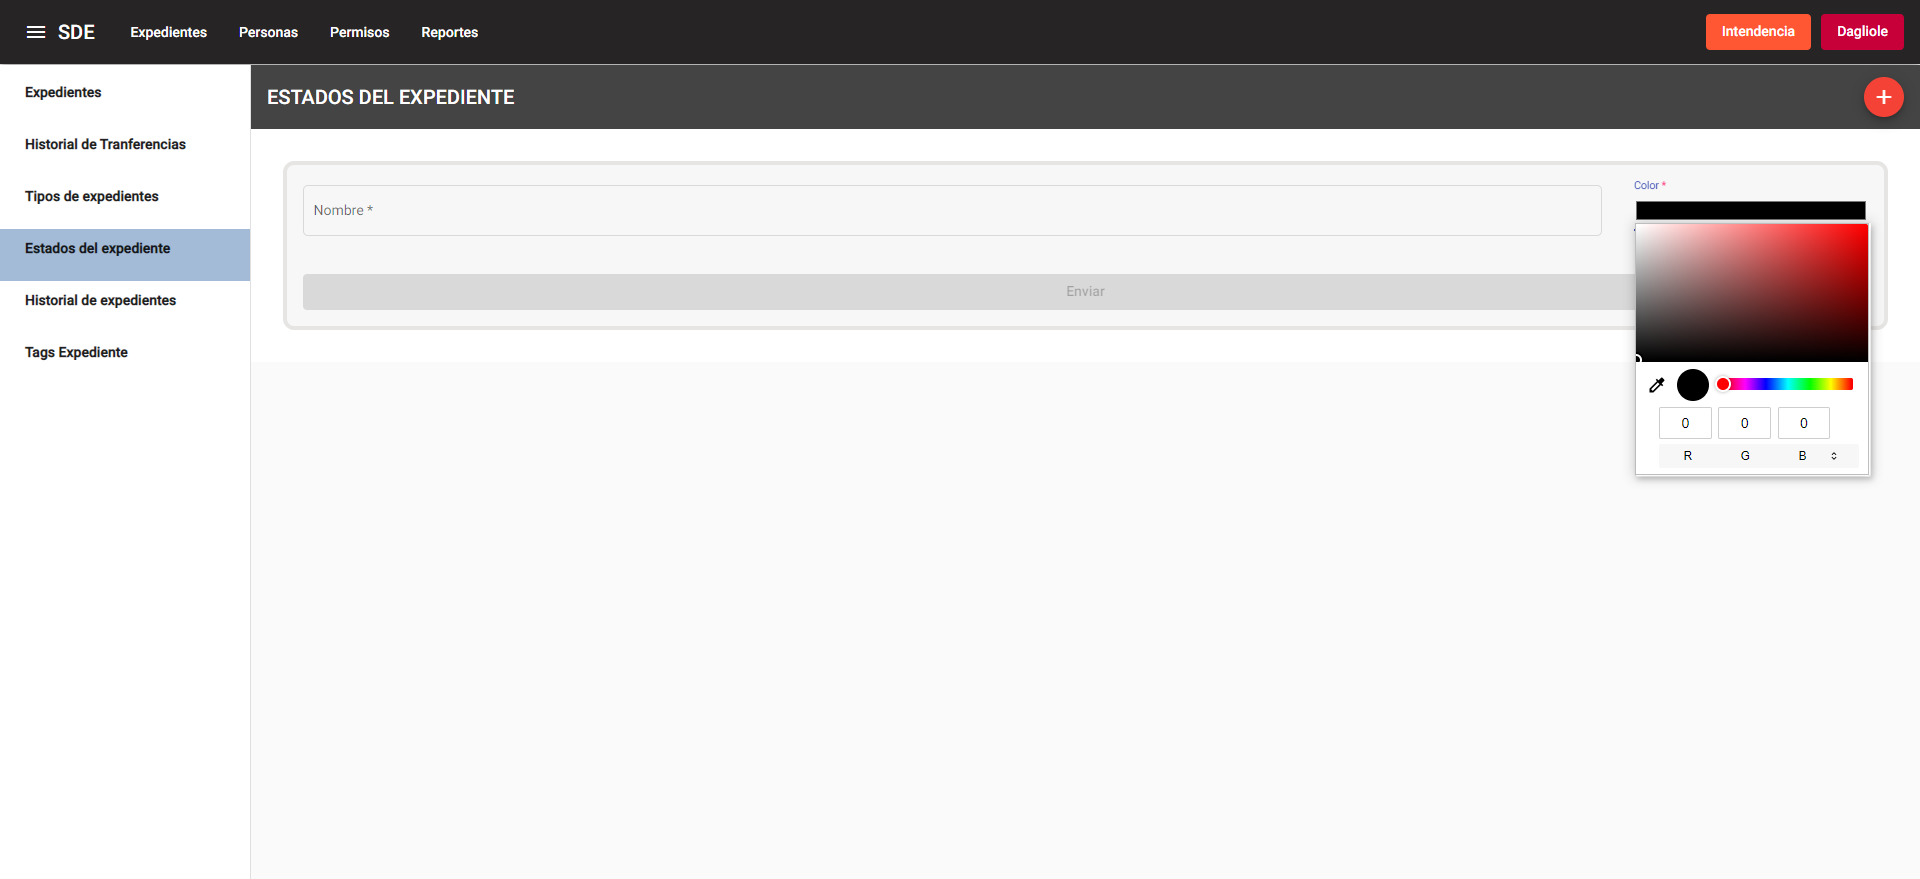 SDE
Expedientes
Personas
Permisos
Reportes
Intendencia
Dagliole
Expedientes
Historial de Tranferencias
Tipos de expedientes
Estados del expediente
Historial de expedientes
Tags Expediente
ESTADOS DEL EXPEDIENTE
+
Nombre *
Color *
Enviar
0 0 0
R G B